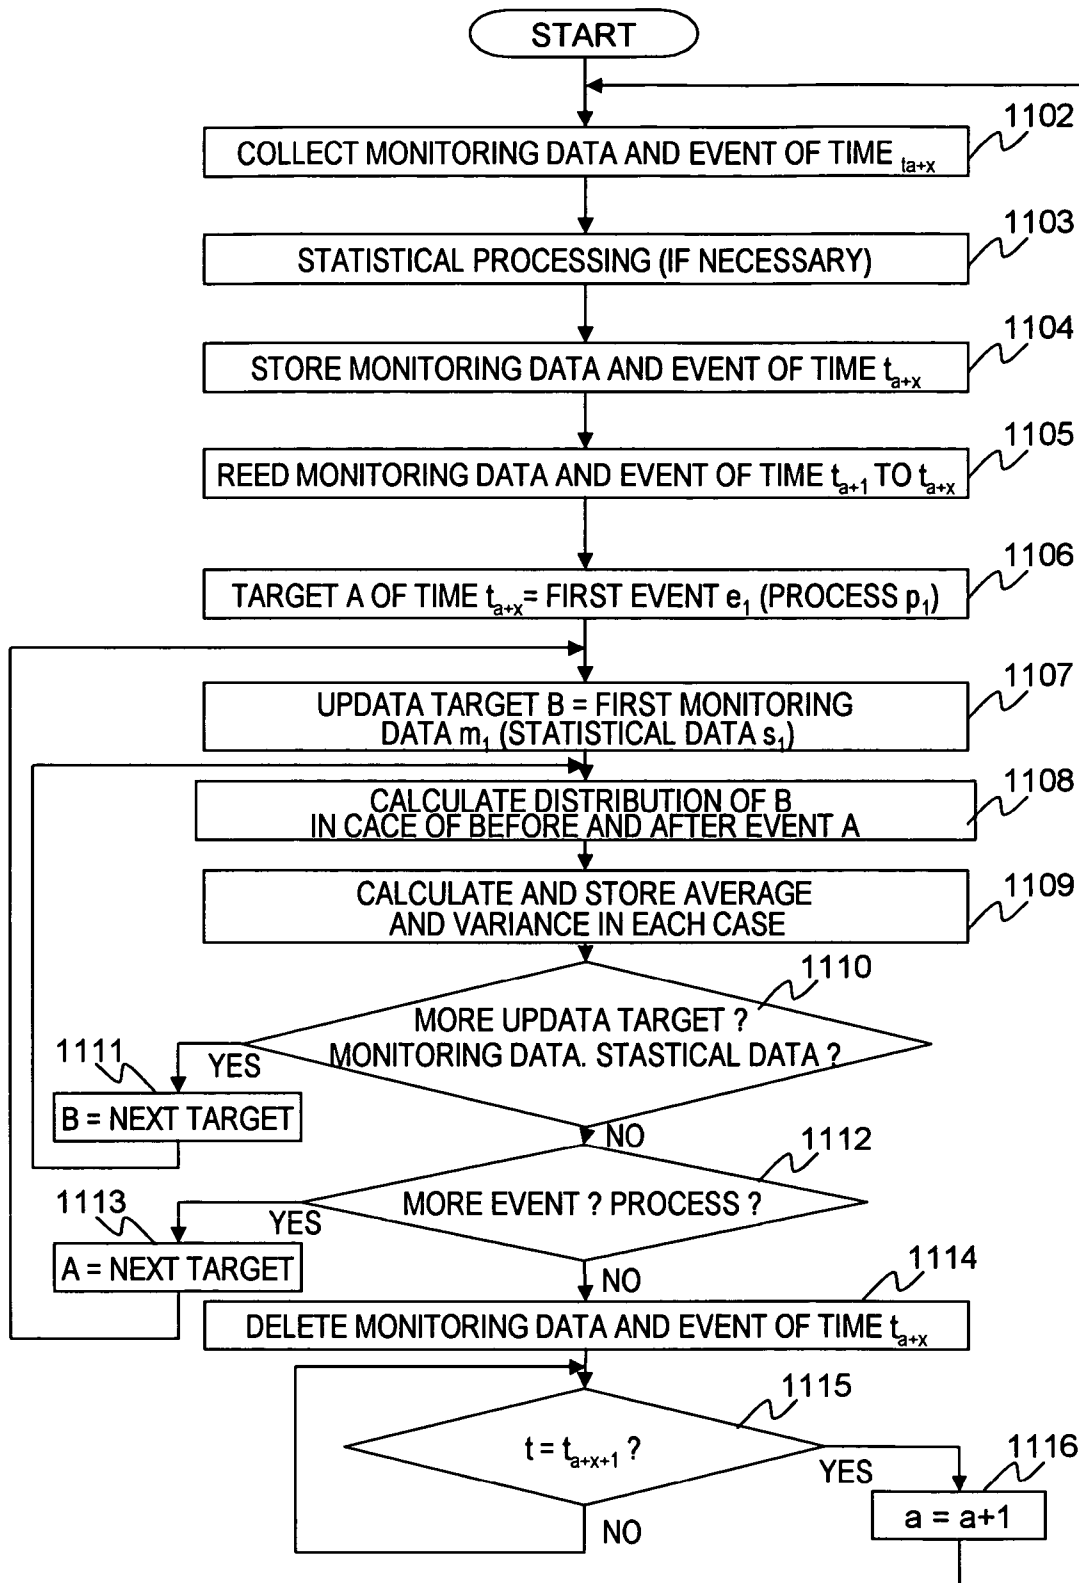 START
1102
COLLECT MONITORING DATA AND EVENT OF TIME ta+x
1103
STATISTICAL PROCESSING (IF NECESSARY)
1104
STORE MONITORING DATA AND EVENT OF TIME ta+x
1105
REED MONITORING DATA AND EVENT OF TIME ta+1 TO ta+x
1106
TARGET A OF TIME ta+x= FIRST EVENT e1 (PROCESS p1)
1107
UPDATA TARGET B = FIRST MONITORING
DATA m1 (STATISTICAL DATA s1)
1108
CALCULATE DISTRIBUTION OF B
IN CACE OF BEFORE AND AFTER EVENT A
1109
CALCULATE AND STORE AVERAGE
AND VARIANCE IN EACH CASE
1110
MORE UPDATA TARGET ?
MONITORING DATA. STASTICAL DATA ?
1111
YES
B = NEXT TARGET
NO
1112
MORE EVENT ? PROCESS ?
1113
YES
A = NEXT TARGET
NO
1114
DELETE MONITORING DATA AND EVENT OF TIME ta+x
1115
t = ta+x+1 ?
YES
1116
a = a+1
NO